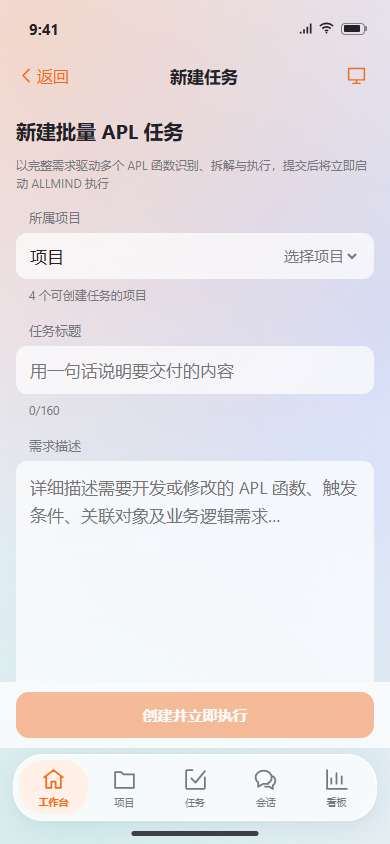 9:41
返回
新建任务
新建批量 APL 任务
以完整需求驱动多个 APL 函数识别、拆解与执行，提交后将立即启
动 ALLMIND 执行
所属项目
项目
选择项目
4 个可创建任务的项目
任务标题
用一句话说明要交付的内容
0/160
需求描述
详细描述需要开发或修改的 APL 函数、触发
条件、关联对象及业务逻辑需求...
创建并立即执行
工作台
项目
任务
会话
看板